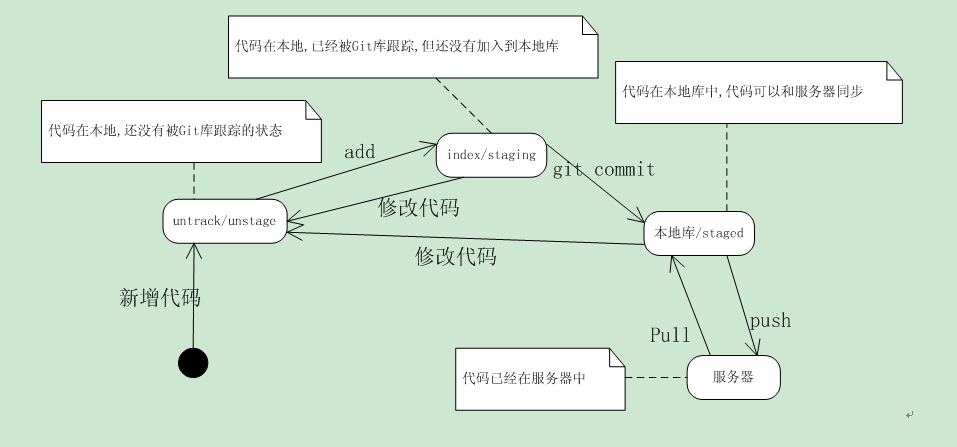 代码在本地,已经被Git库跟踪,但还没有加入到本地库
代码在本地库中,代码可以和服务器同步
代码在本地,还没有被Git库跟踪的状态
add
index/staging
git commit
修改代码
untrack/unstage
本地库/staged
修改代码
新增代码
Pull
push
代码已经在服务器中
服务器